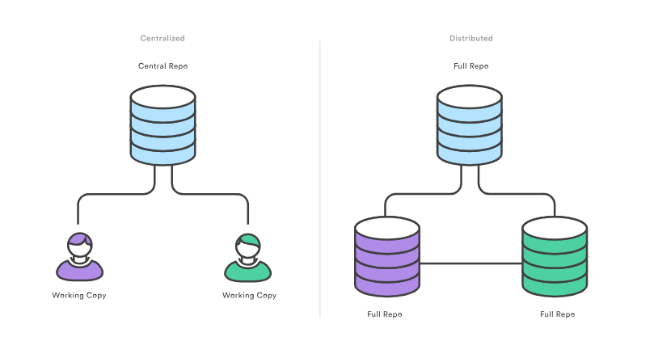 Centralized
Central Repo
Working Copy
Working Copy
Distributed
Full Repo
Full Repo
Full Repo